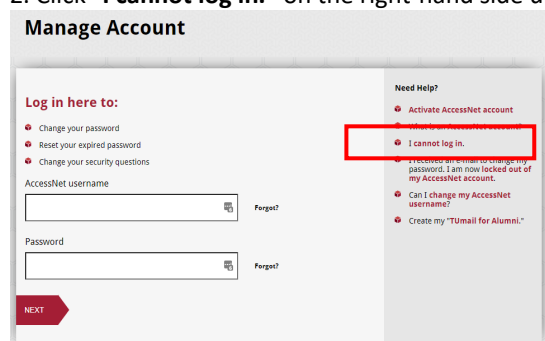 2. Click "I cannot log in." on the right-hand side
Manage Account
Log in here to:
Change your password
Reset your expired password
Change your security questions
AccessNet username
Forgot?
Password
Forgot?
NEXT
Need Help?
Activate AccessNet account
What is an AccessNet account?
I cannot log in.
I received an e-mail to change my
password. I am now locked out of
my AccessNet account.
Can I change my AccessNet
username?
Create my "TUmail for Alumni."